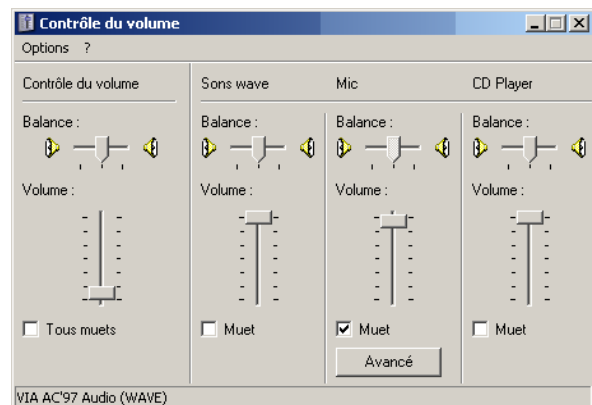 Contrôle du volume
Options ?
Contrôle du volume
Sons wave
Mic
CD Player
Balance :
Balance :
Balance :
Balance :
Volume :
Volume :
Volume :
Volume :
Tous muets
Muet
Muet
Muet
Avancé
VIA AC'97 Audio (WAVE)